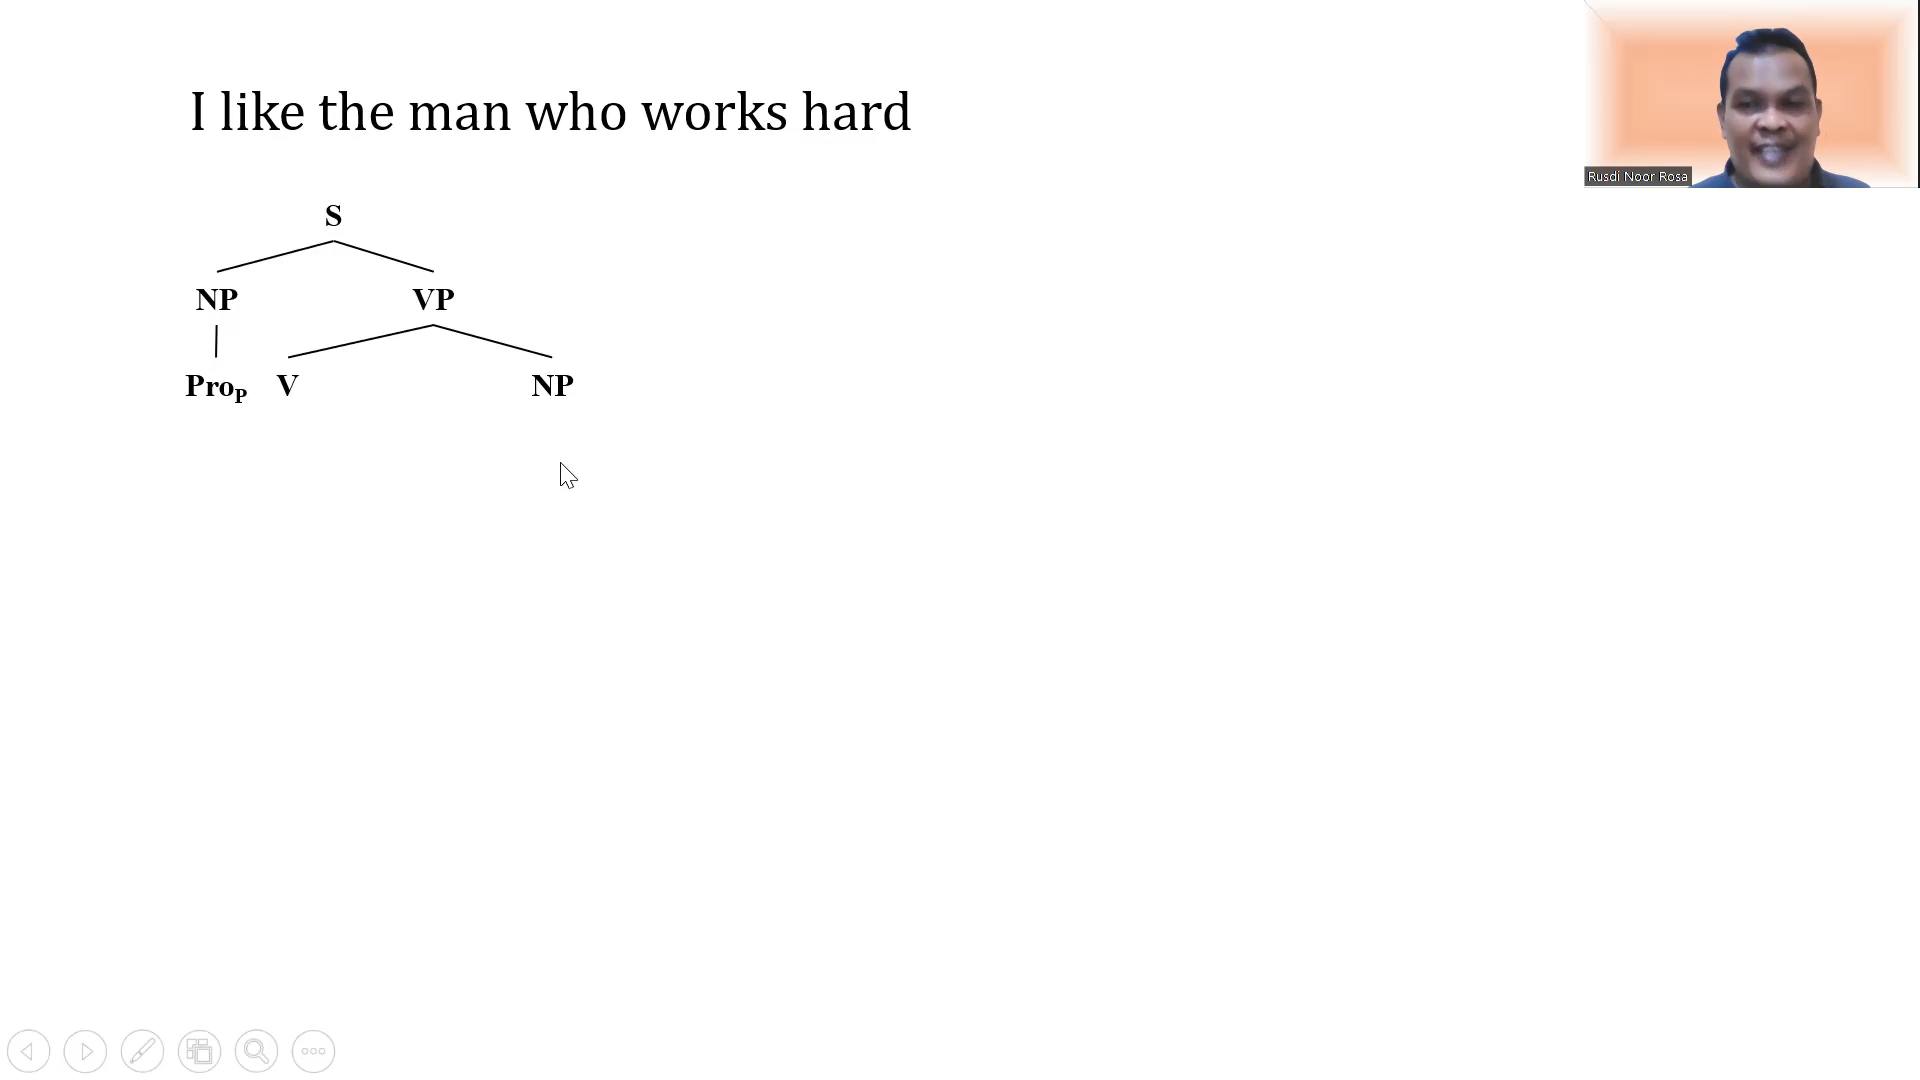 I like the man who works hard
Rusdi Noor Rosa
S
NP VP
ProP V NP